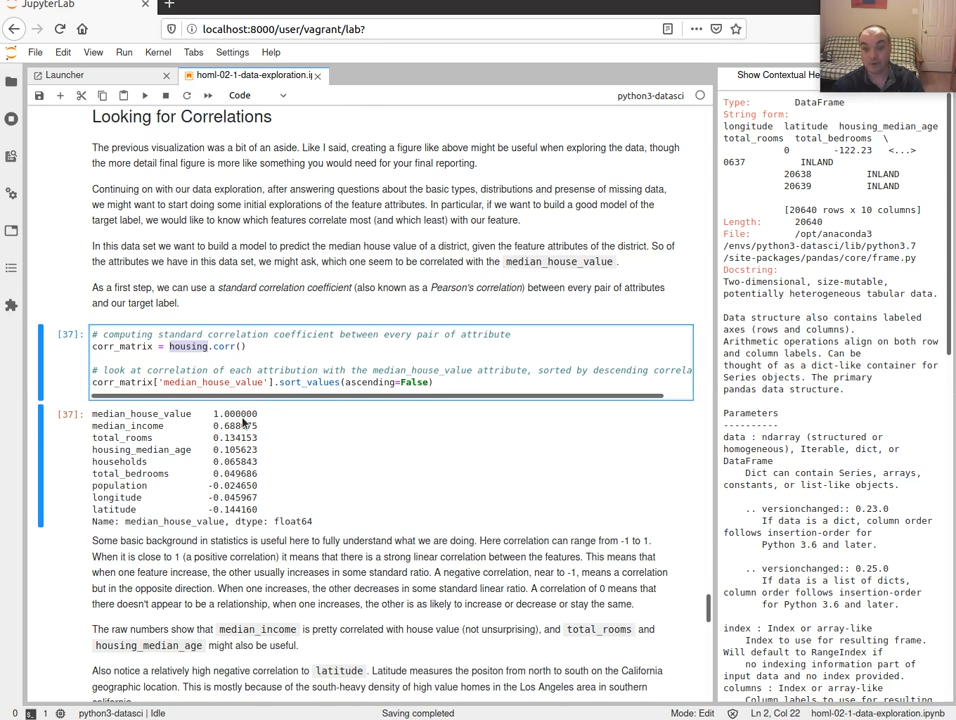 JupyterLab
localhost:8000/user/vagrant/lab?
File Edit View Run Kernel Tabs Settings Help
Launcher
homl-02-1-data-exploration.ip
Code
python3-datasci
Looking for Correlations
The previous visualization was a bit of an aside. Like I said, creating a figure like above might be useful when exploring the data, though
the more detail final figure is more like something you would need for your final reporting.
Continuing on with our data exploration, after answering questions about the basic types, distributions and presense of missing data,
we might want to start doing some initial explorations of the feature attributes. In particular, if we want to build a good model of the
target label, we would like to know which features correlate most (and which least) with our feature.
In this data set we want to build a model to predict the median house value of a district, given the feature attributes of the district. So of
the attributes we have in this data set, we might ask, which one seem to be correlated with the median_house_value .
As a first step, we can use a standard correlation coefficient (also known as a Pearson's correlation) between every pair of attributes
and our target label.
[37]: # computing standard correlation coefficient between every pair of attribute
corr_matrix = housing.corr()
# look at correlation of each attribution with the median_house_value attribute, sorted by descending correla
corr_matrix['median_house_value'].sort_values(ascending=False)
[37]: median_house_value 1.000000
median_income
total_rooms 0.134153
housing_median_age 0.105623
households 0.065843
total_bedrooms 0.049686
population -0.024650
longitude -0.045967
latitude -0.144160
Name: median_house_value, dtype: float64
Some basic background in statistics is useful here to fully understand what we are doing. Here correlation can range from -1 to 1.
When it is close to 1 (a positive correlation) it means that there is a strong linear correlation between the features. This means that
when one feature increase, the other usually increases in some standard ratio. A negative correlation, near to -1, means a correlation
but in the opposite direction. When one increases, the other decreases in some standard linear ratio. A correlation of 0 means that
there doesn't appear to be a relationship, when one increases, the other is as likely to increase or decrease or stay the same.
The raw numbers show that median_income is pretty correlated with house value (not unsurprising), and total_rooms and
housing_median_age might also be useful.
Also notice a relatively high negative correlation to latitude . Latitude measures the positon from north to south on the California
geographic location. This is mostly because of the south-heavy density of high value homes in the Los Angeles area in southern
california.
Show Contextual He
Type: DataFrame
String form:
longitude latitude housing_median_age
total_rooms total_bedrooms \
0 -122.23 <...>
0637 INLAND
20638 INLAND
20639 INLAND
[20640 rows x 10 columns]
Length: 20640
File: /opt/anaconda3
/envs/python3-datasci/lib/python3.7
/site-packages/pandas/core/frame.py
Docstring:
Two-dimensional, size-mutable,
potentially heterogeneous tabular data.
Data structure also contains labeled
axes (rows and columns).
Arithmetic operations align on both row
and column labels. Can be
thought of as a dict-like container for
Series objects. The primary
pandas data structure.
Parameters
----------
data : ndarray (structured or
homogeneous), Iterable, dict, or
DataFrame
Dict can contain Series, arrays,
constants, or list-like objects.
.. versionchanged:: 0.23.0
If data is a dict, column order
follows insertion-order for
Python 3.6 and later.
.. versionchanged:: 0.25.0
If data is a list of dicts,
column order follows insertion-order
for Python 3.6 and later.
index : Index or array-like
Index to use for resulting frame.
Will default to RangeIndex if
no indexing information part of
input data and no index provided.
columns : Index or array-like
Column labels to use for resulting
0 1 python3-datasci | Idle
Saving completed
Mode: Edit
Ln 2, Col 22
homl-02-1-data-exploration.ipynb